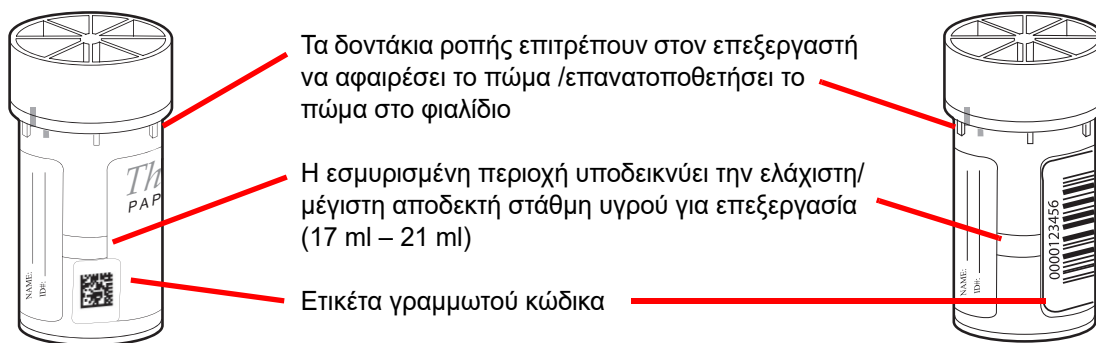 Τα δοντάκια ροπής επιτρέπουν στον επεξεργαστή
να αφαιρέσει το πώμα /επανατοποθετήσει το
πώμα στο φιαλίδιο
Η εσμυρισμένη περιοχή υποδεικνύει την ελάχιστη/
μέγιστη αποδεκτή στάθμη υγρού για επεξεργασία
(17 ml – 21 ml)
Ετικέτα γραμμωτού κώδικα
Th
PAP
NAME:
ID#:
NAME:
ID#:
0000123456